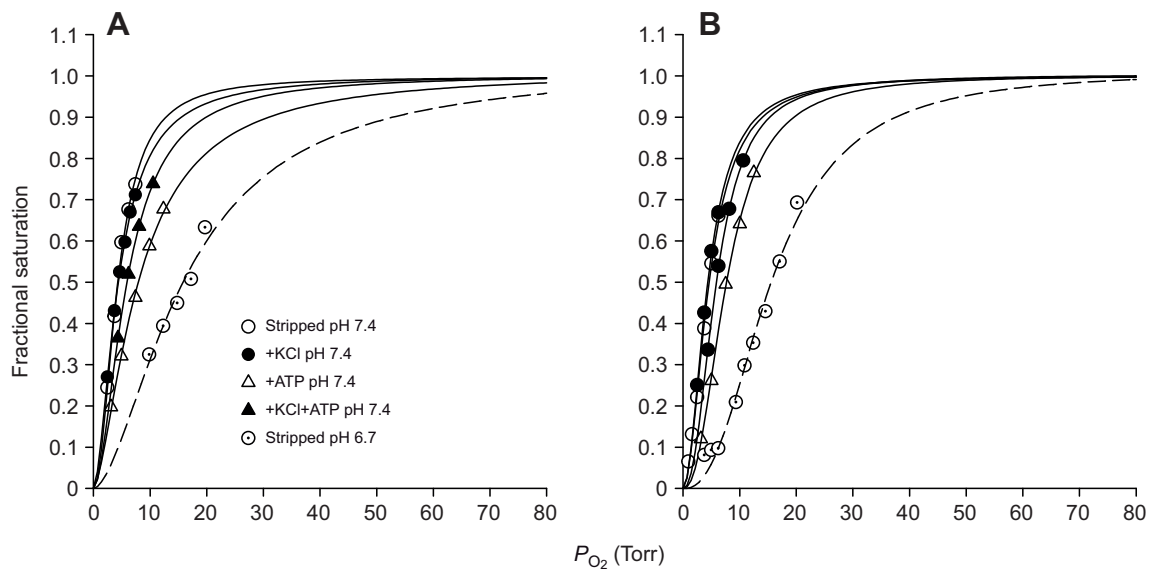 A
B
Fractional saturation
1.1
1.0
0.9
0.8
0.7
0.6
0.5
0.4
0.3
0.2
0.1
0
0 10 20 30 40 50 60 70 80
Stripped pH 7.4
+KCl pH 7.4
+ATP pH 7.4
+KCl+ATP pH 7.4
Stripped pH 6.7
1.1
1.0
0.9
0.8
0.7
0.6
0.5
0.4
0.3
0.2
0.1
0
0 10 20 30 40 50 60 70 80
PO2 (Torr)